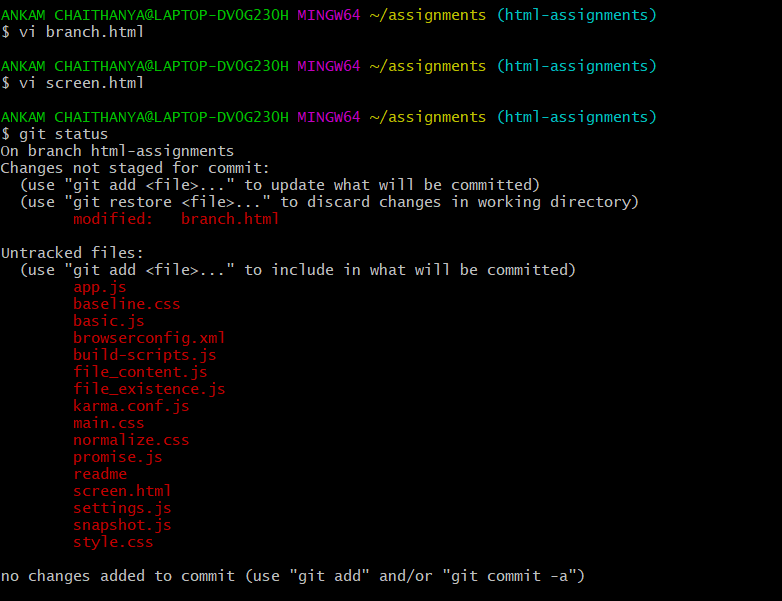 ANKAM CHAITHANYA@LAPTOP-DVOG23OH MINGW64 ~/assignments (html-assignments)
$ vi branch.html
ANKAM CHAITHANYA@LAPTOP-DVOG23OH MINGW64 ~/assignments (html-assignments)
$ vi screen.html
ANKAM CHAITHANYA@LAPTOP-DVOG23OH MINGW64 ~/assignments (html-assignments)
$ git status
On branch html-assignments
Changes not staged for commit:
  (use "git add <file>..." to update what will be committed)
  (use "git restore <file>..." to discard changes in working directory)
        modified:   branch.html
Untracked files:
  (use "git add <file>..." to include in what will be committed)
        app.js
        baseline.css
        basic.js
        browserconfig.xml
        build-scripts.js
        file_content.js
        file_existence.js
        karma.conf.js
        main.css
        normalize.css
        promise.js
        readme
        screen.html
        settings.js
        snapshot.js
        style.css
no changes added to commit (use "git add" and/or "git commit -a")